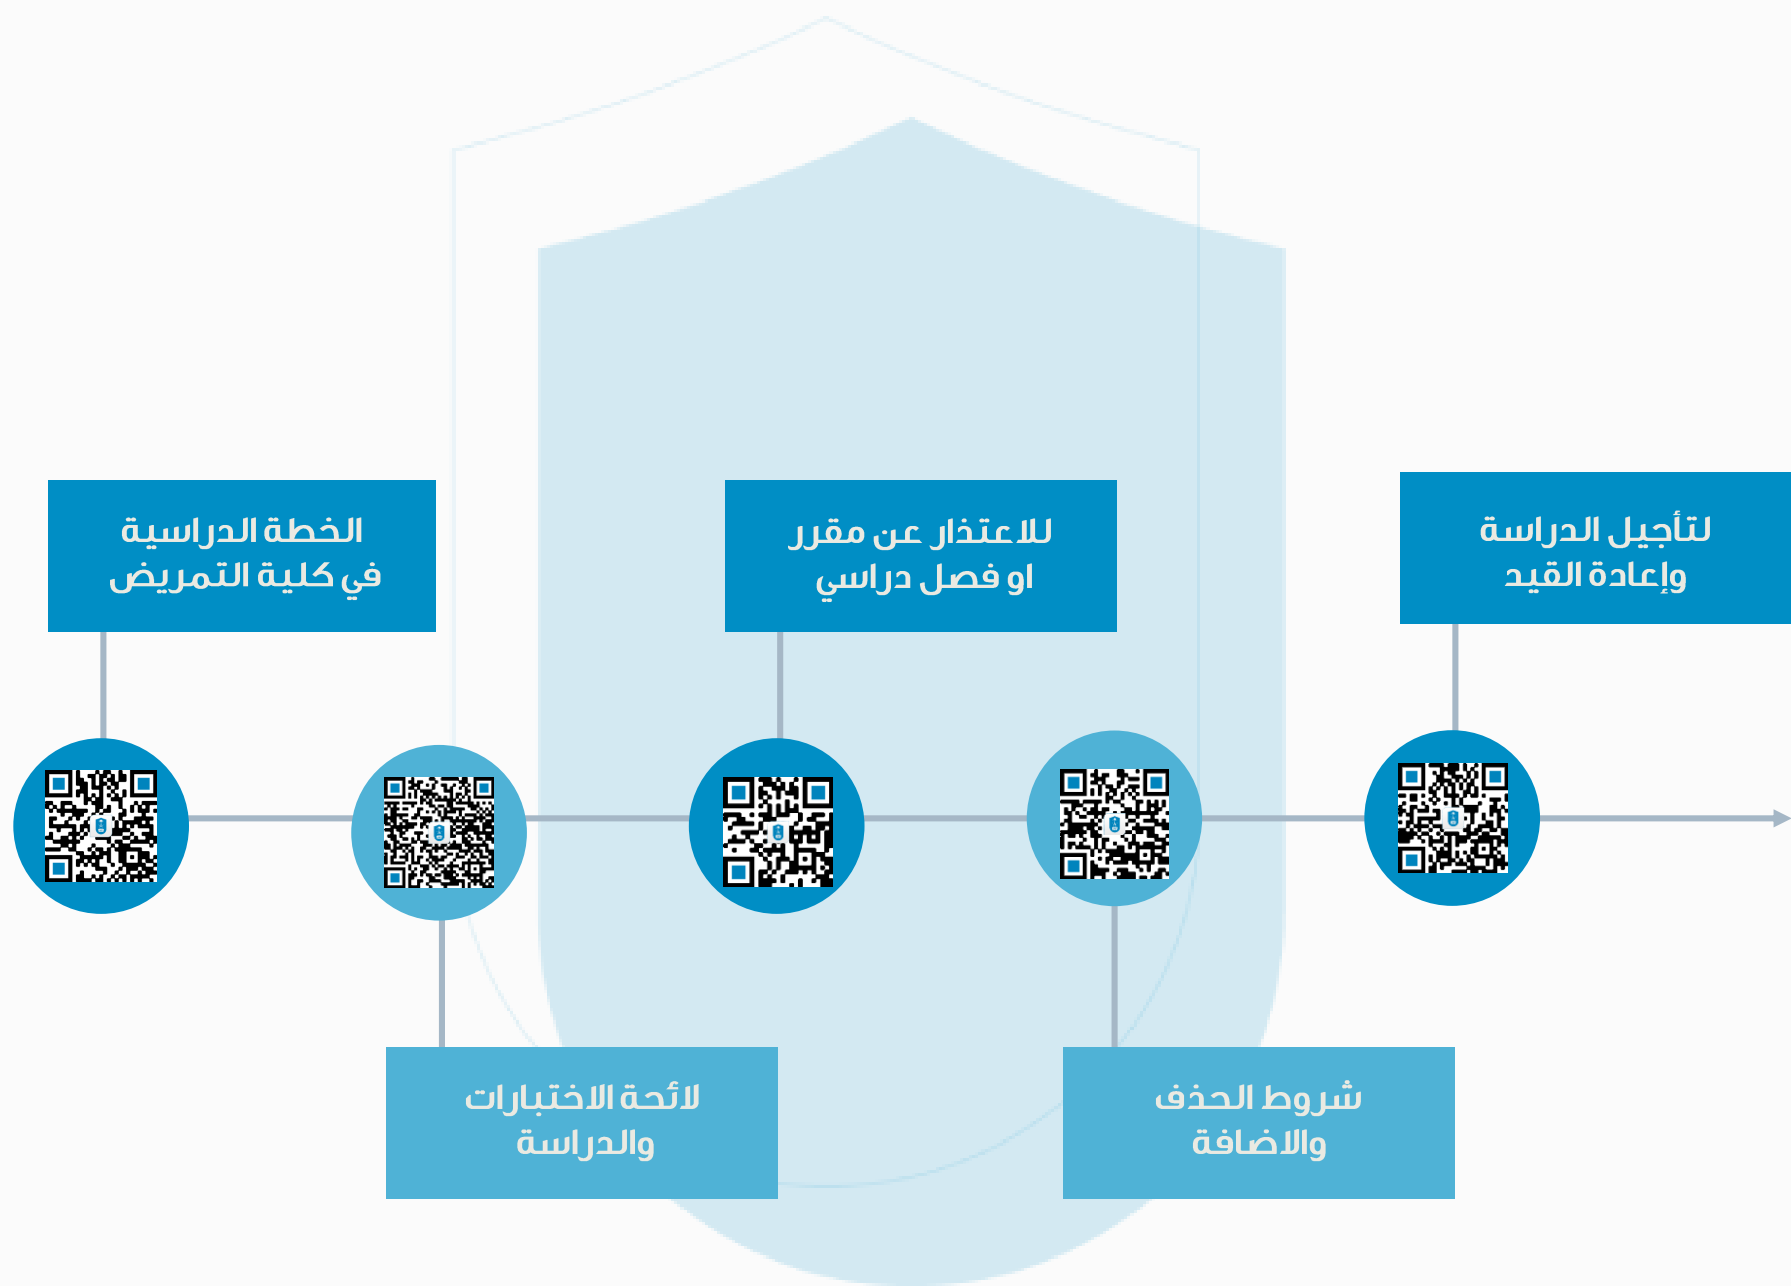 لتأجيل الدراسة
وإعادة القيد
للاعتذار عن مقرر
او فصل دراسي
الخطة الدراسية
في كلية التمريض
شروط الحذف
والاضافة
لائحة الاختبارات
والدراسة